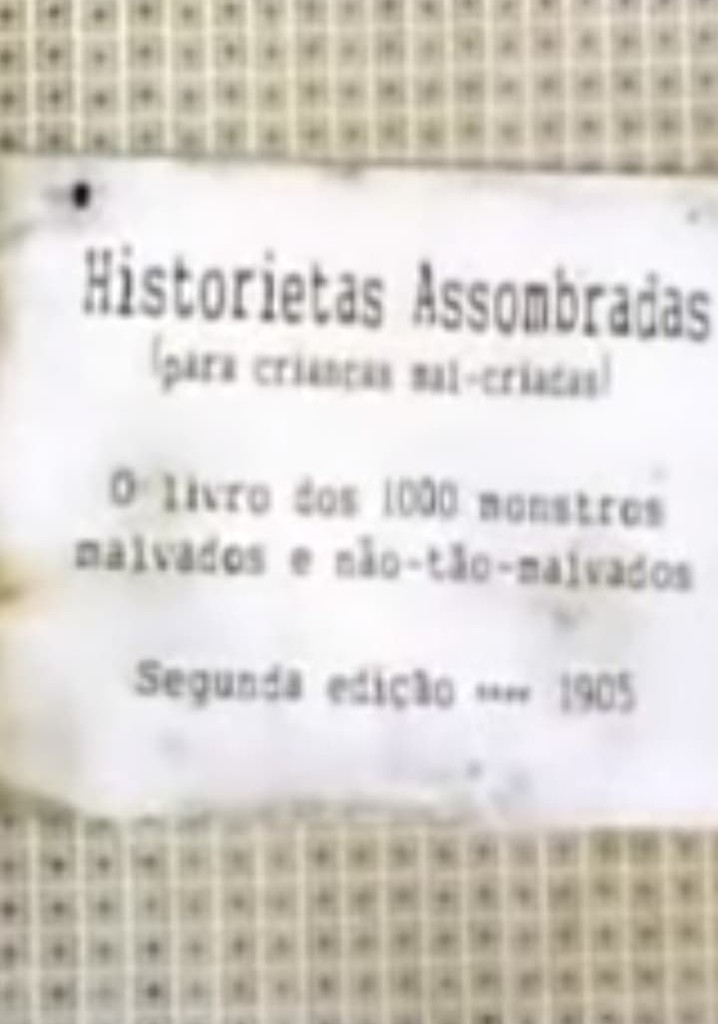 Historietas Assombradas
(para crianças mal-criadas)
O livro dos 1000 monstros
malvados e não-tão-malvados
Segunda edição ---- 1905